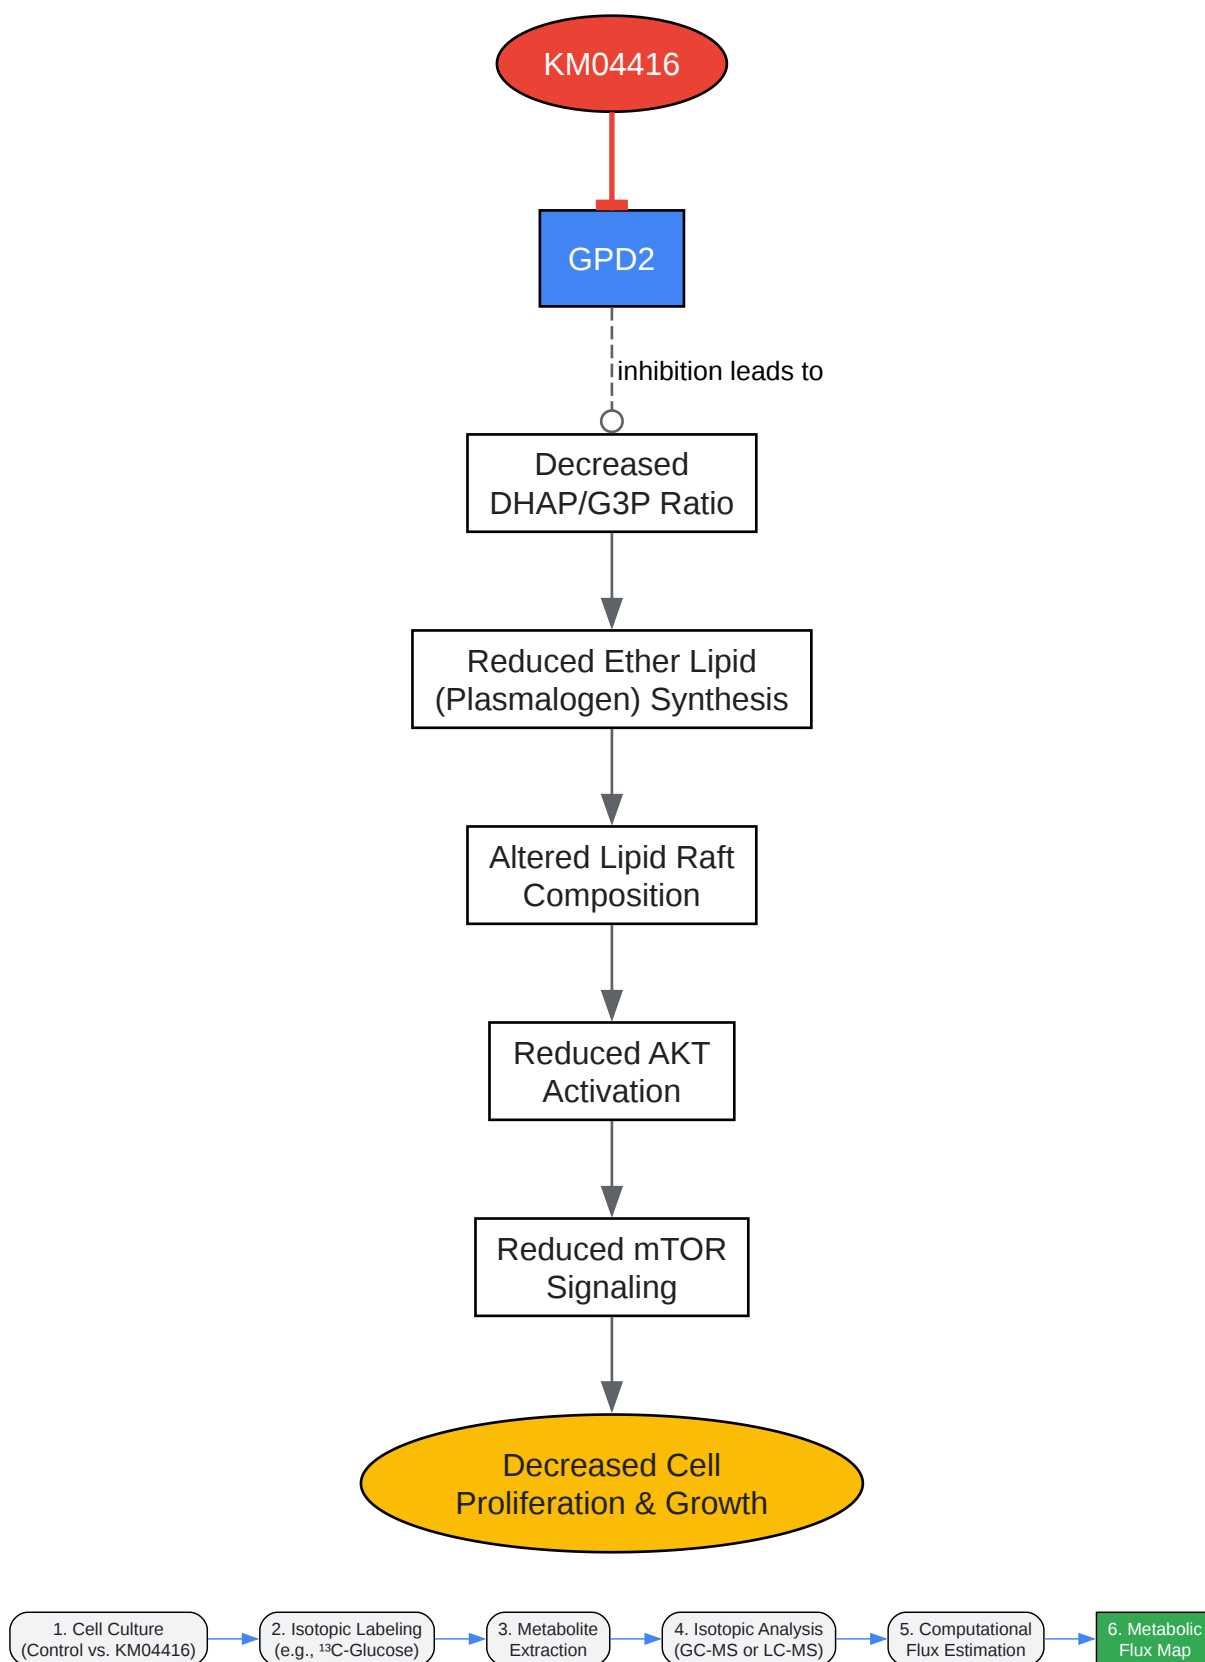 KM04416
GPD2
inhibition leads to
Decreased
DHAP/G3P Ratio
Reduced Ether Lipid
(Plasmalogen) Synthesis
Altered Lipid Raft
Composition
Reduced AKT
Activation
Reduced mTOR
Signaling
Decreased Cell
Proliferation & Growth
1. Cell Culture
(Control vs. KM04416)
2. Isotopic Labeling
(e.g., ¹³C-Glucose)
3. Metabolite
Extraction
4. Isotopic Analysis
(GC-MS or LC-MS)
5. Computational
Flux Estimation
6. Metabolic
Flux Map